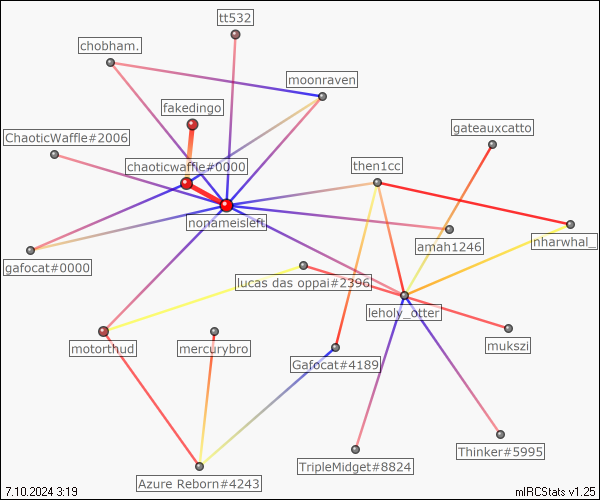 tt532
chobham.
moonraven
fakedingo
gateauxcatto
ChaoticWaffle#2006
chaoticwaffle#0000
then1cc
nonameisleft
amah1246
nharwhal_
gafocat#0000
lucas das oppai#2396
leholy_otter
motorthud
mercurybro
mukszi
Gafocat#4189
Thinker#5995
TripleMidget#8824
Azure Reborn#4243
7.10.2024 3:19
mIRCStats v1.25